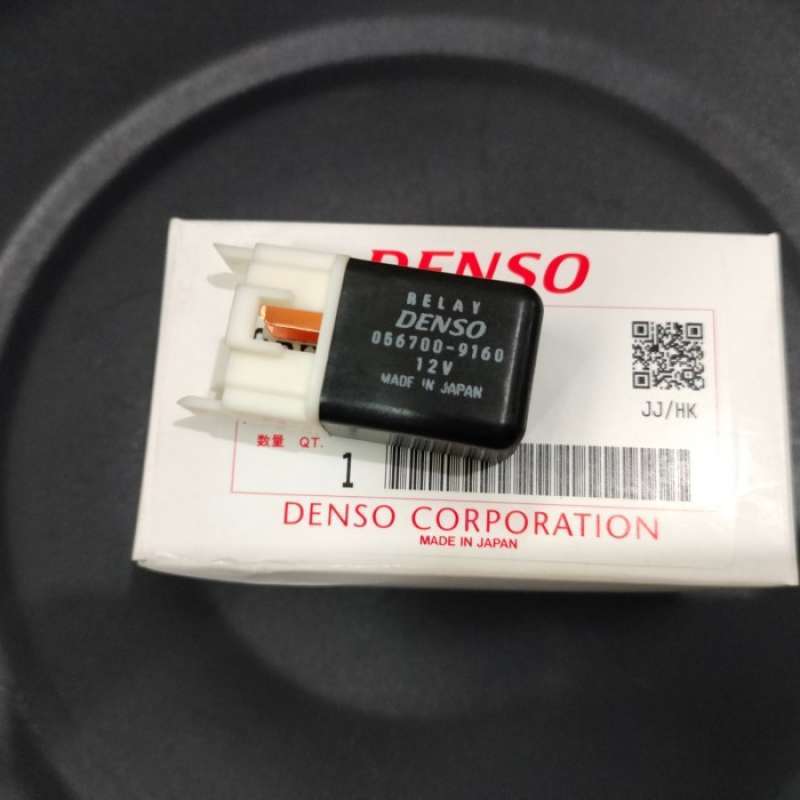 DENSO
RELAY
DENSO
056700-9160
12V
MADE IN JAPAN
JJ/HK
数量 QT.
1
DENSO CORPORATION
MADE IN JAPAN